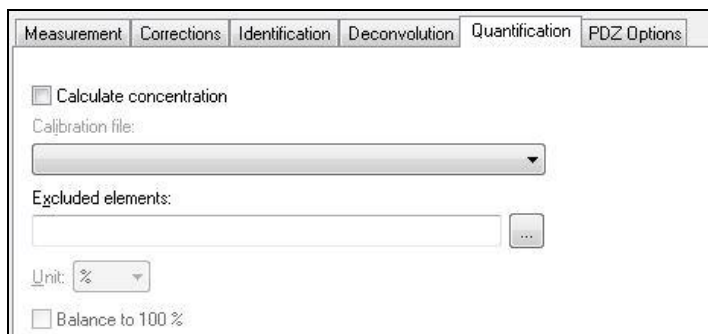 Measurement Corrections Identification Deconvolution Quantification PDZ Options
Calculate concentration
Calibration file:
Excluded elements:
...
Unit: %
Balance to 100 %